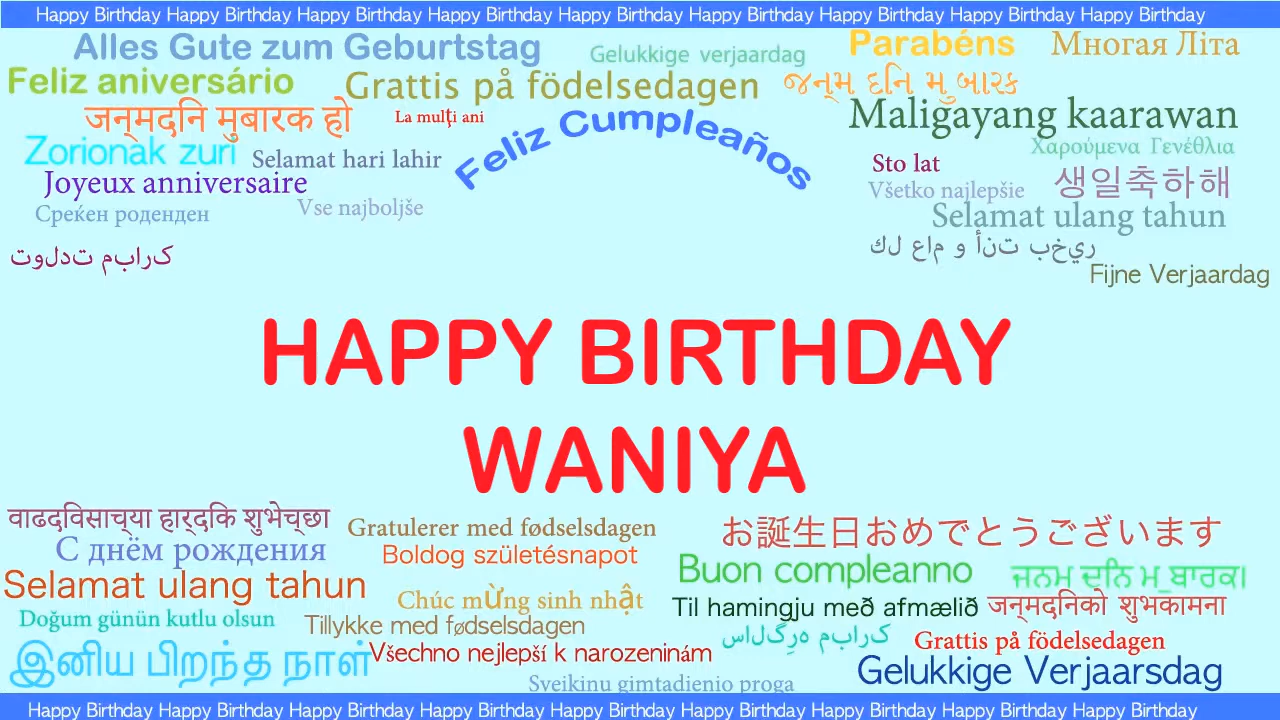 Happy Birthday Happy Birthday Happy Birthday Happy Birthday Happy Birthday Happy Birthday Happy Birthday Happy Birthday Happy Birthday
Alles Gute zum Geburtstag
Gelukkige verjaardag
Parabéns
Многая Літа
Feliz aniversário
Grattis på födelsedagen
જન્મ દિન મુબારક
जन्मदिन मुबारक हो
La mulţi ani
Feliz Cumpleaños
Maligayang kaarawan
Zorionak zuri
Selamat hari lahir
Χαρούμενα Γενέθλια
Sto lat
Joyeux anniversaire
Všetko najlepšie
생일축하해
Срeќен роденден
Vse najboljše
Selamat ulang tahun
تولدت مبارک
كل عام و أنت بخير
Fijne Verjaardag
HAPPY BIRTHDAY
WANIYA
वाढदिवसाच्या हार्दिक शुभेच्छा
Gratulerer med fødselsdagen
お誕生日おめでとうございます
С днём рождения
Boldog születésnapot
Buon compleanno
ਜਨਮ ਦਿਨ ਮੁਬਾਰਕ।
Selamat ulang tahun
Chúc mừng sinh nhật
Til hamingju með afmælið
जन्मदिनको शुभकामना
Doğum günün kutlu olsun
Tillykke med fødselsdagen
سالگرہ مبارک
Grattis på födelsedagen
இனிய பிறந்த நாள்
Všechno nejlepší k narozeninám
Gelukkige Verjaarsdag
Sveikinu gimtadienio proga
Happy Birthday Happy Birthday Happy Birthday Happy Birthday Happy Birthday Happy Birthday Happy Birthday Happy Birthday Happy Birthday